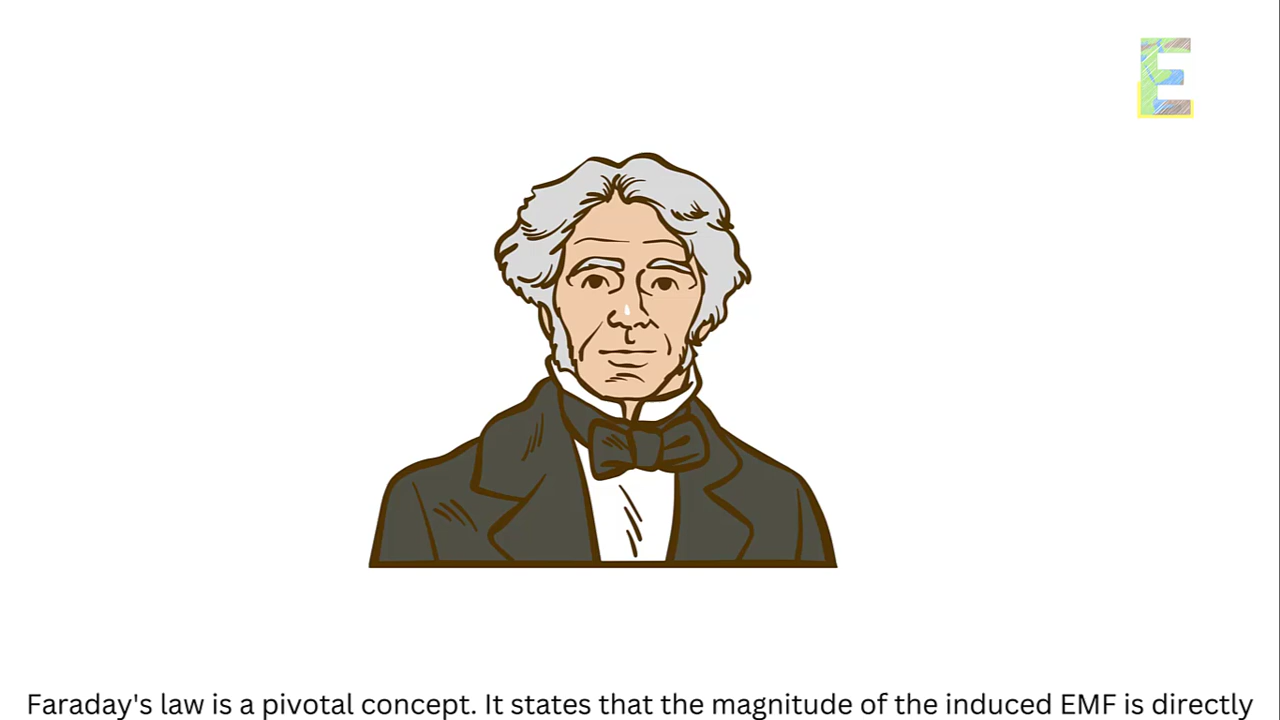 E
Faraday's law is a pivotal concept. It states that the magnitude of the induced EMF is directly